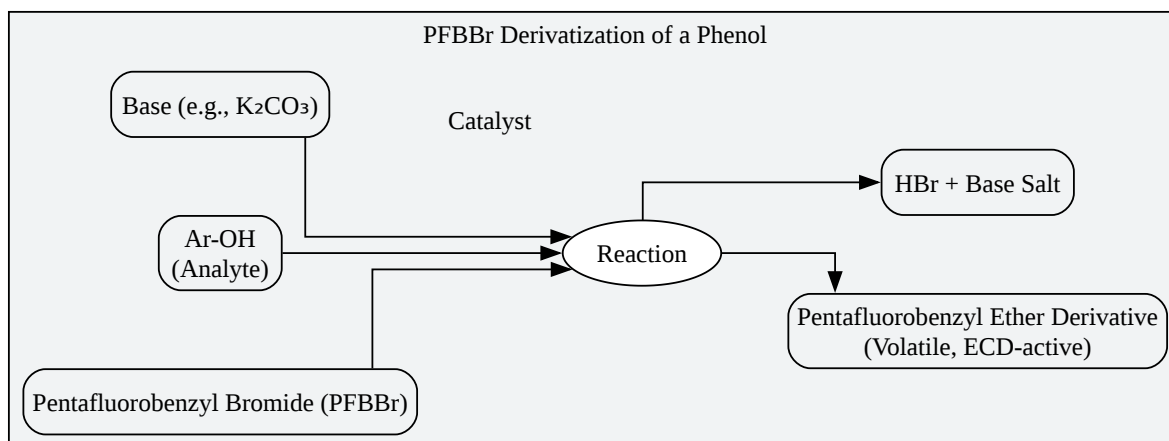 PFBBr Derivatization of a Phenol
Base (e.g., K₂CO₃)
Catalyst
HBr + Base Salt
Ar-OH
(Analyte)
Reaction
Pentafluorobenzyl Ether Derivative
(Volatile, ECD-active)
Pentafluorobenzyl Bromide (PFBBr)